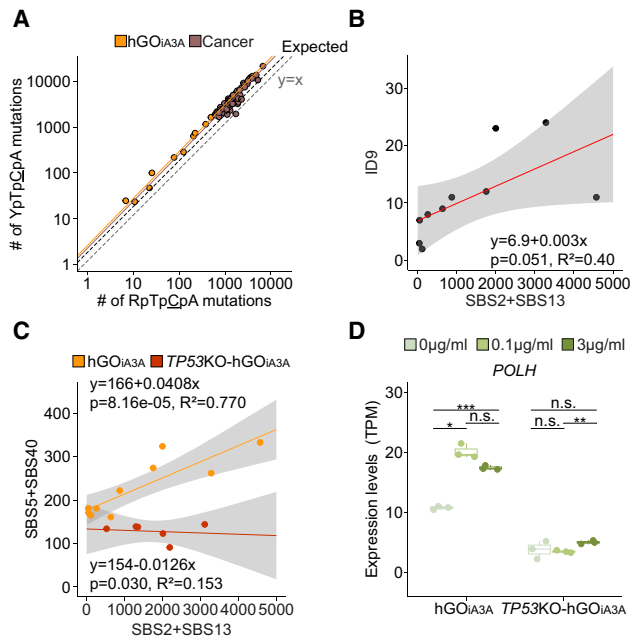 A
hGOiA3A Cancer
Expected
y=x
10000
1000
100
10
1
1 10 100 1000 10000
# of YpTpCpA mutations
# of RpTpCpA mutations
B
30
20
10
0
ID9
y=6.9+0.003x
p=0.051, R²=0.40
0 1000 2000 3000 4000 5000
SBS2+SBS13
C
hGOiA3A TP53KO-hGOiA3A
y=166+0.0408x
p=8.16e-05, R²=0.770
400
300
200
100
0
SBS5+SBS40
y=154-0.0126x
p=0.030, R²=0.153
0 1000 2000 3000 4000 5000
SBS2+SBS13
D
0µg/ml 0.1µg/ml 3µg/ml
POLH
30
20
10
0
Expression levels (TPM)
*** n.s.
n.s.
* n.s. **
hGOiA3A TP53KO-hGOiA3A